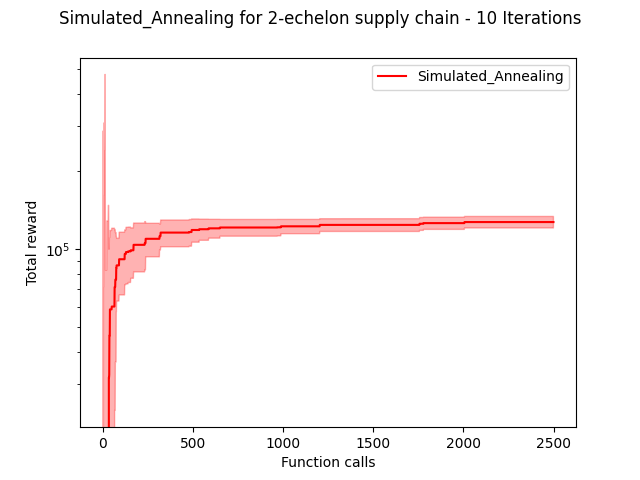 Simulated_Annealing for 2-echelon supply chain - 10 Iterations
Simulated_Annealing
Total reward
10^5
0 500 1000 1500 2000 2500
Function calls